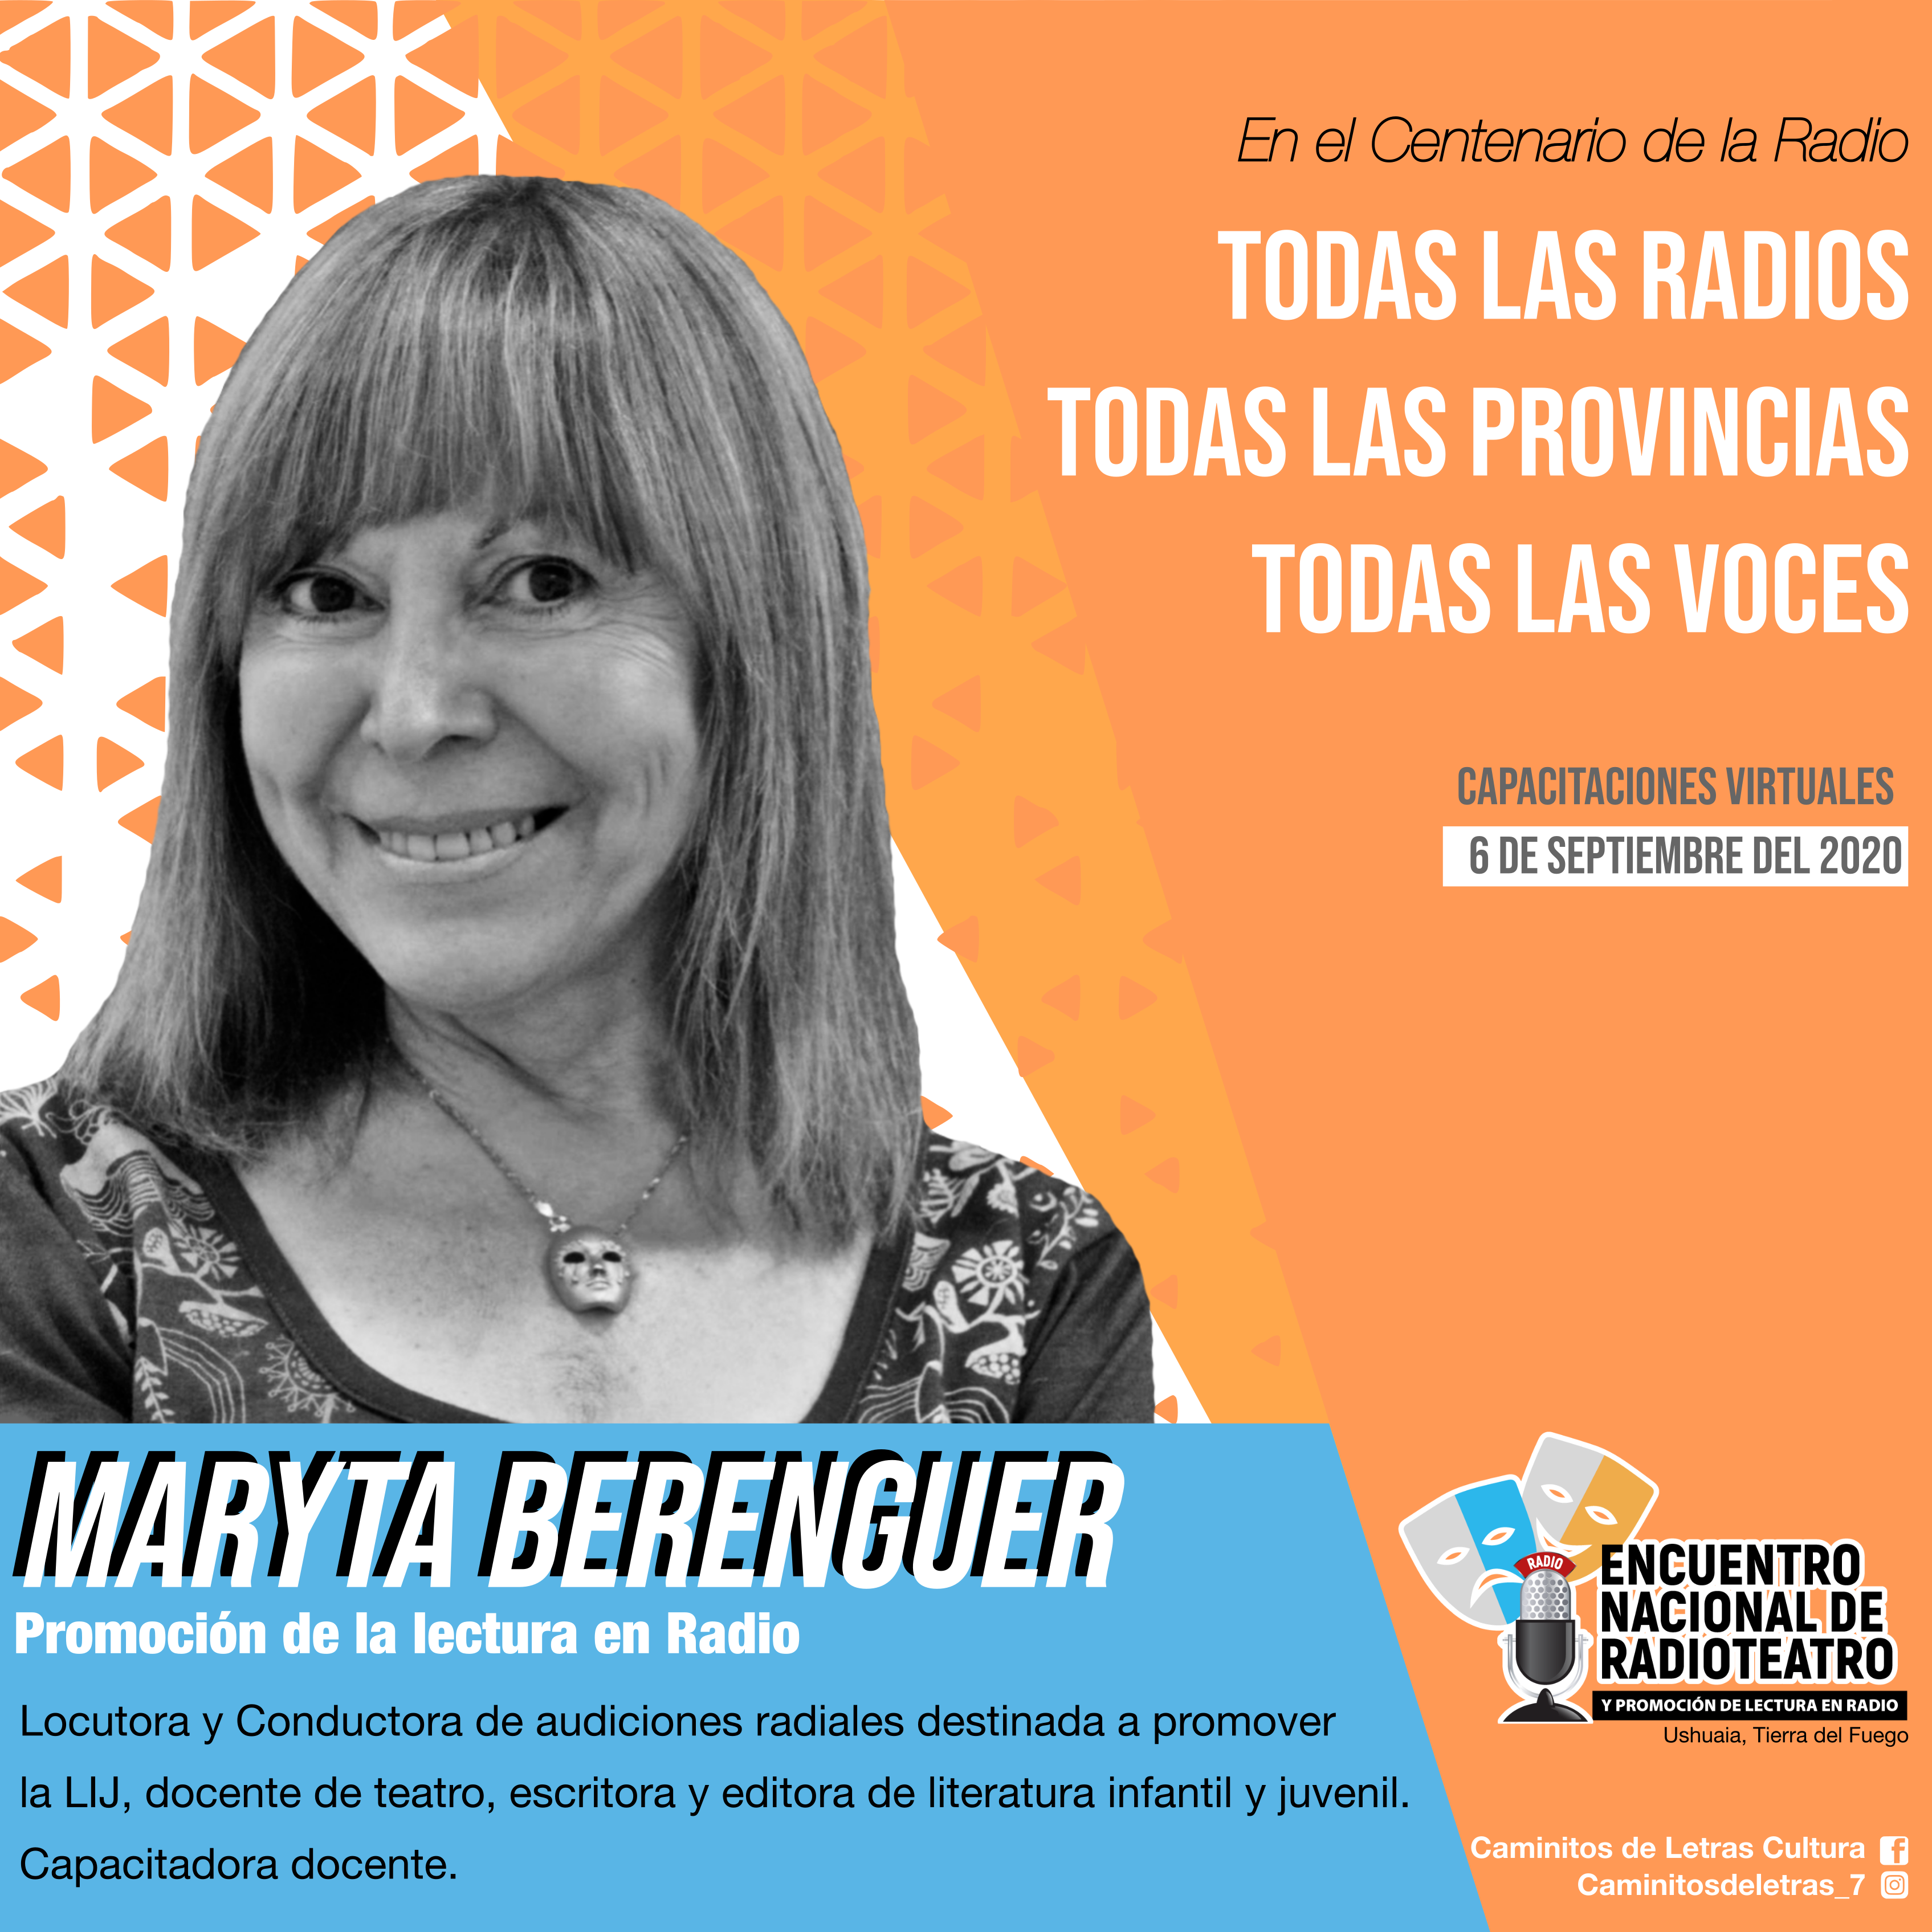 En el Centenario de la Radio
TODAS LAS RADIOS
TODAS LAS PROVINCIAS
TODAS LAS VOCES
CAPACITACIONES VIRTUALES
6 DE SEPTIEMBRE DEL 2020
MARYTA BERENGUER
Promoción de la lectura en Radio
Locutora y Conductora de audiciones radiales destinada a promover
la LIJ, docente de teatro, escritora y editora de literatura infantil y juvenil.
Capacitadora docente.
RADIO
ENCUENTRO
NACIONAL DE
RADIOTEATRO
Y PROMOCIÓN DE LECTURA EN RADIO
Ushuaia, Tierra del Fuego
Caminitos de Letras Cultura
Caminitosdeletras_7